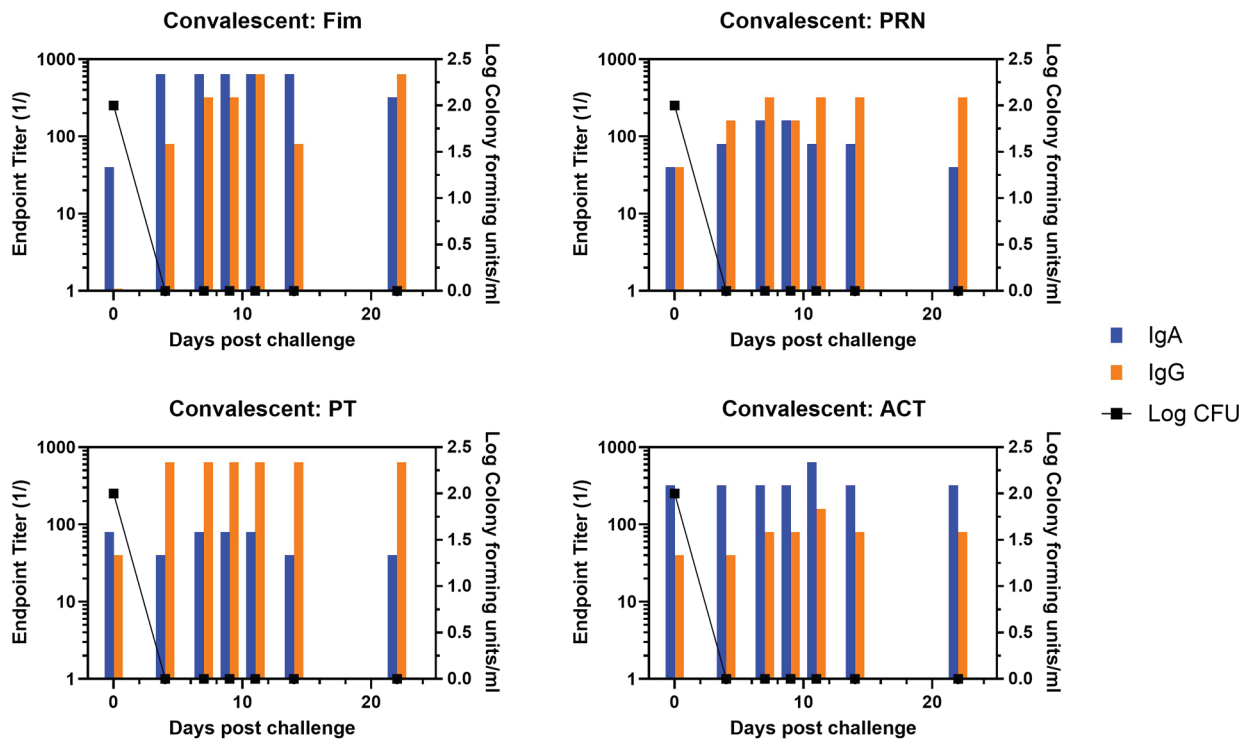 Convalescent: Fim
Endpoint Titer (1/)
1000
100
10
1
Log Colony forming units/ml
2.5
2.0
1.5
1.0
0.5
0.0
0 10 20
Days post challenge
Convalescent: PRN
Endpoint Titer (1/)
1000
100
10
1
Log Colony forming units/ml
2.5
2.0
1.5
1.0
0.5
0.0
0 10 20
Days post challenge
IgA
IgG
Log CFU
Convalescent: PT
Endpoint Titer (1/)
1000
100
10
1
Log Colony forming units/ml
2.5
2.0
1.5
1.0
0.5
0.0
0 10 20
Days post challenge
Convalescent: ACT
Endpoint Titer (1/)
1000
100
10
1
Log Colony forming units/ml
2.5
2.0
1.5
1.0
0.5
0.0
0 10 20
Days post challenge